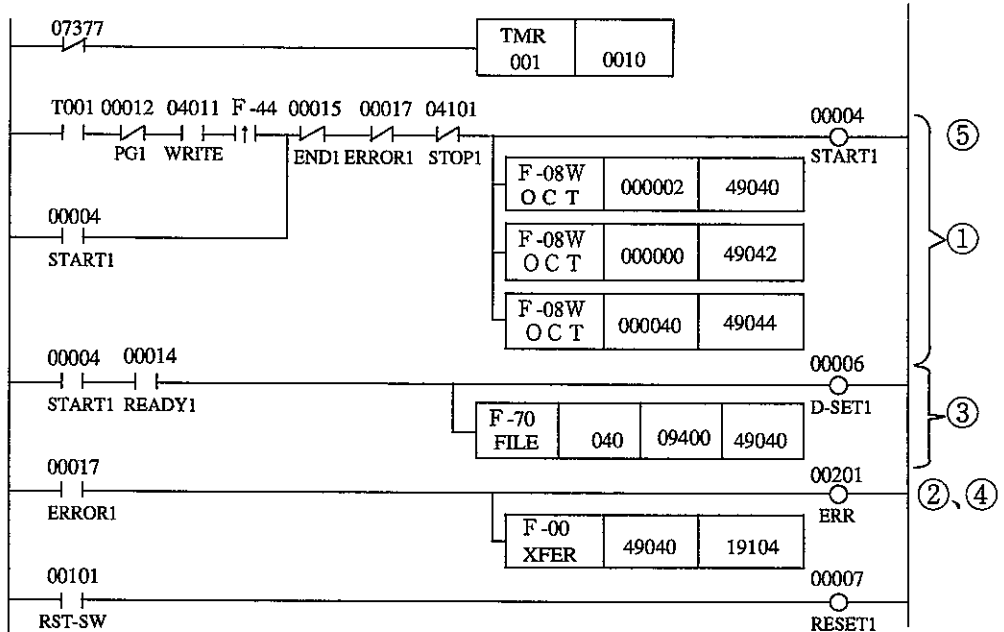 07377
TMR
001 0010
T001 00012 04011 F-44 00015 00017 04101 00004
PG1 WRITE END1 ERROR1 STOP1 START1
⑤
F-08W
OCT 000002 49040
00004
START1
F-08W
OCT 000000 49042
①
F-08W
OCT 000040 49044
00004 00014 00006
START1 READY1 D-SET1
③
F-70
FILE 040 09400 49040
00017 00201
ERROR1 ERR
②、④
F-00
XFER 49040 19104
00101 00007
RST-SW RESET1